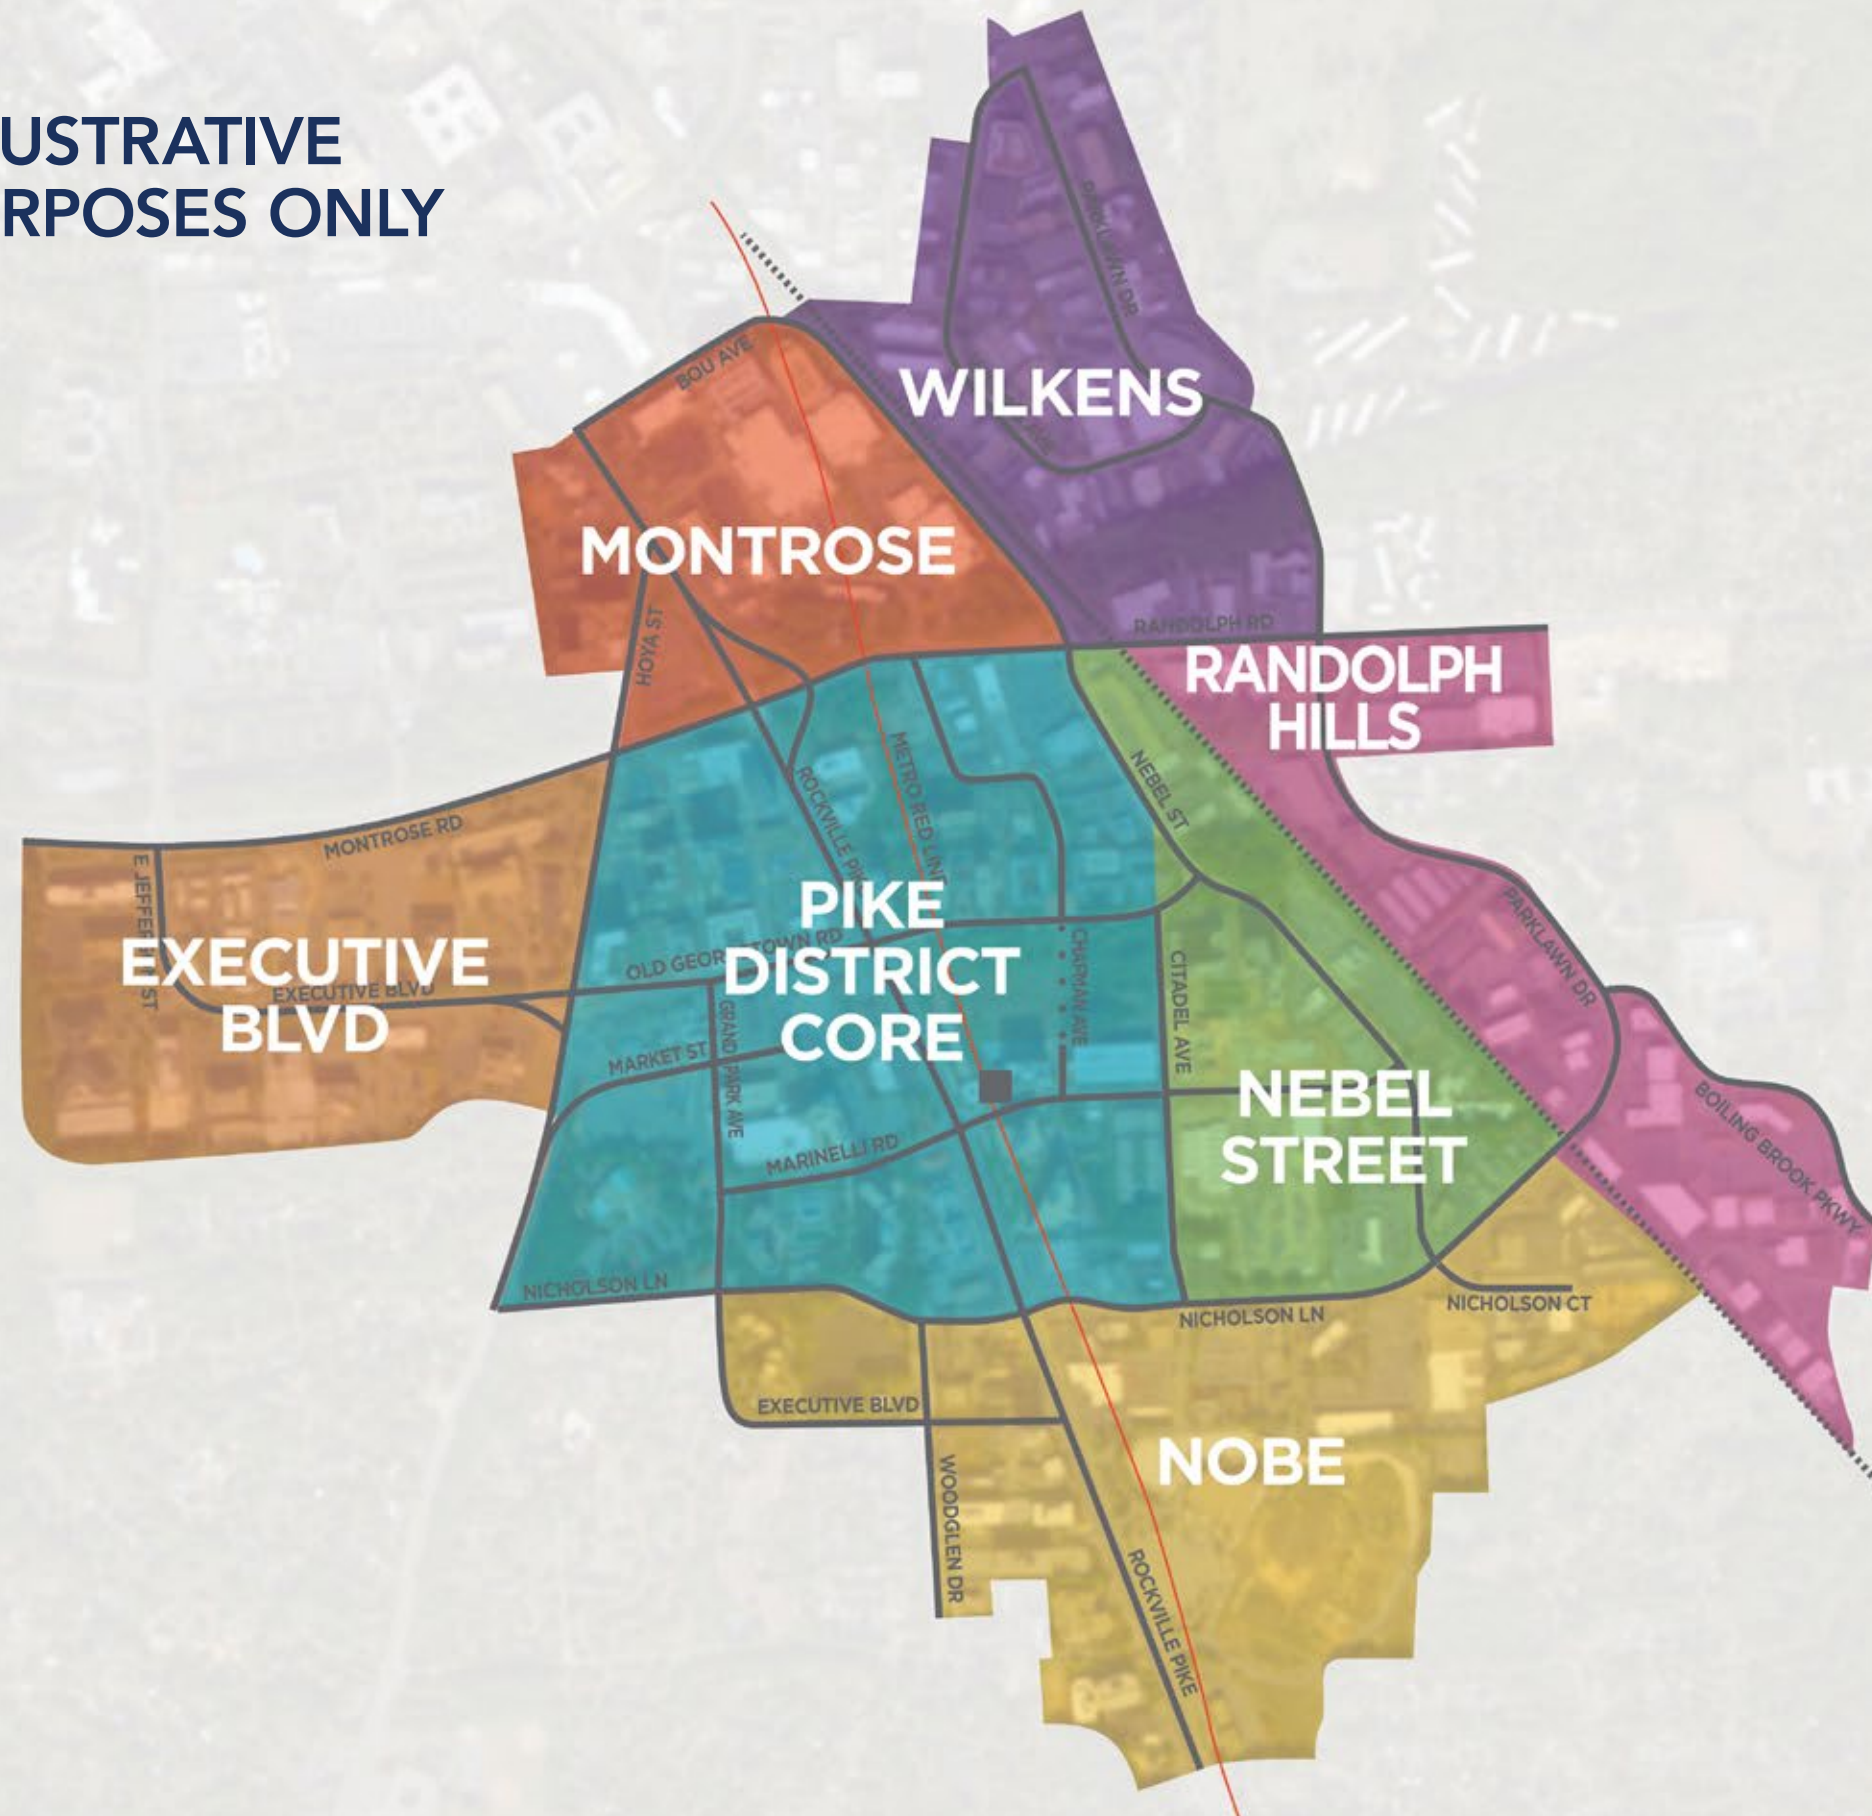 USTRATIVE
RPOSES ONLY
PARKLAWN DR
BOU AVE
WILKENS
MONTROSE
HOYA ST
RANDOLPH RD
RANDOLPH
HILLS
METRO RED LINE
NEBEL ST
ROCKVILLE PIKE
MONTROSE RD
E JEFFERSON ST
EXECUTIVE
BLVD
EXECUTIVE BLVD
PIKE
DISTRICT
CORE
OLD GEORGETOWN RD
CHAPMAN AVE
CITADEL AVE
PARKLAWN DR
GRAND PARK AVE
MARKET ST
MARINELLI RD
NEBEL
STREET
BOILING BROOK PKWY
NICHOLSON LN
NICHOLSON LN
NICHOLSON CT
EXECUTIVE BLVD
NOBE
WOODGLEN DR
ROCKVILLE PIKE